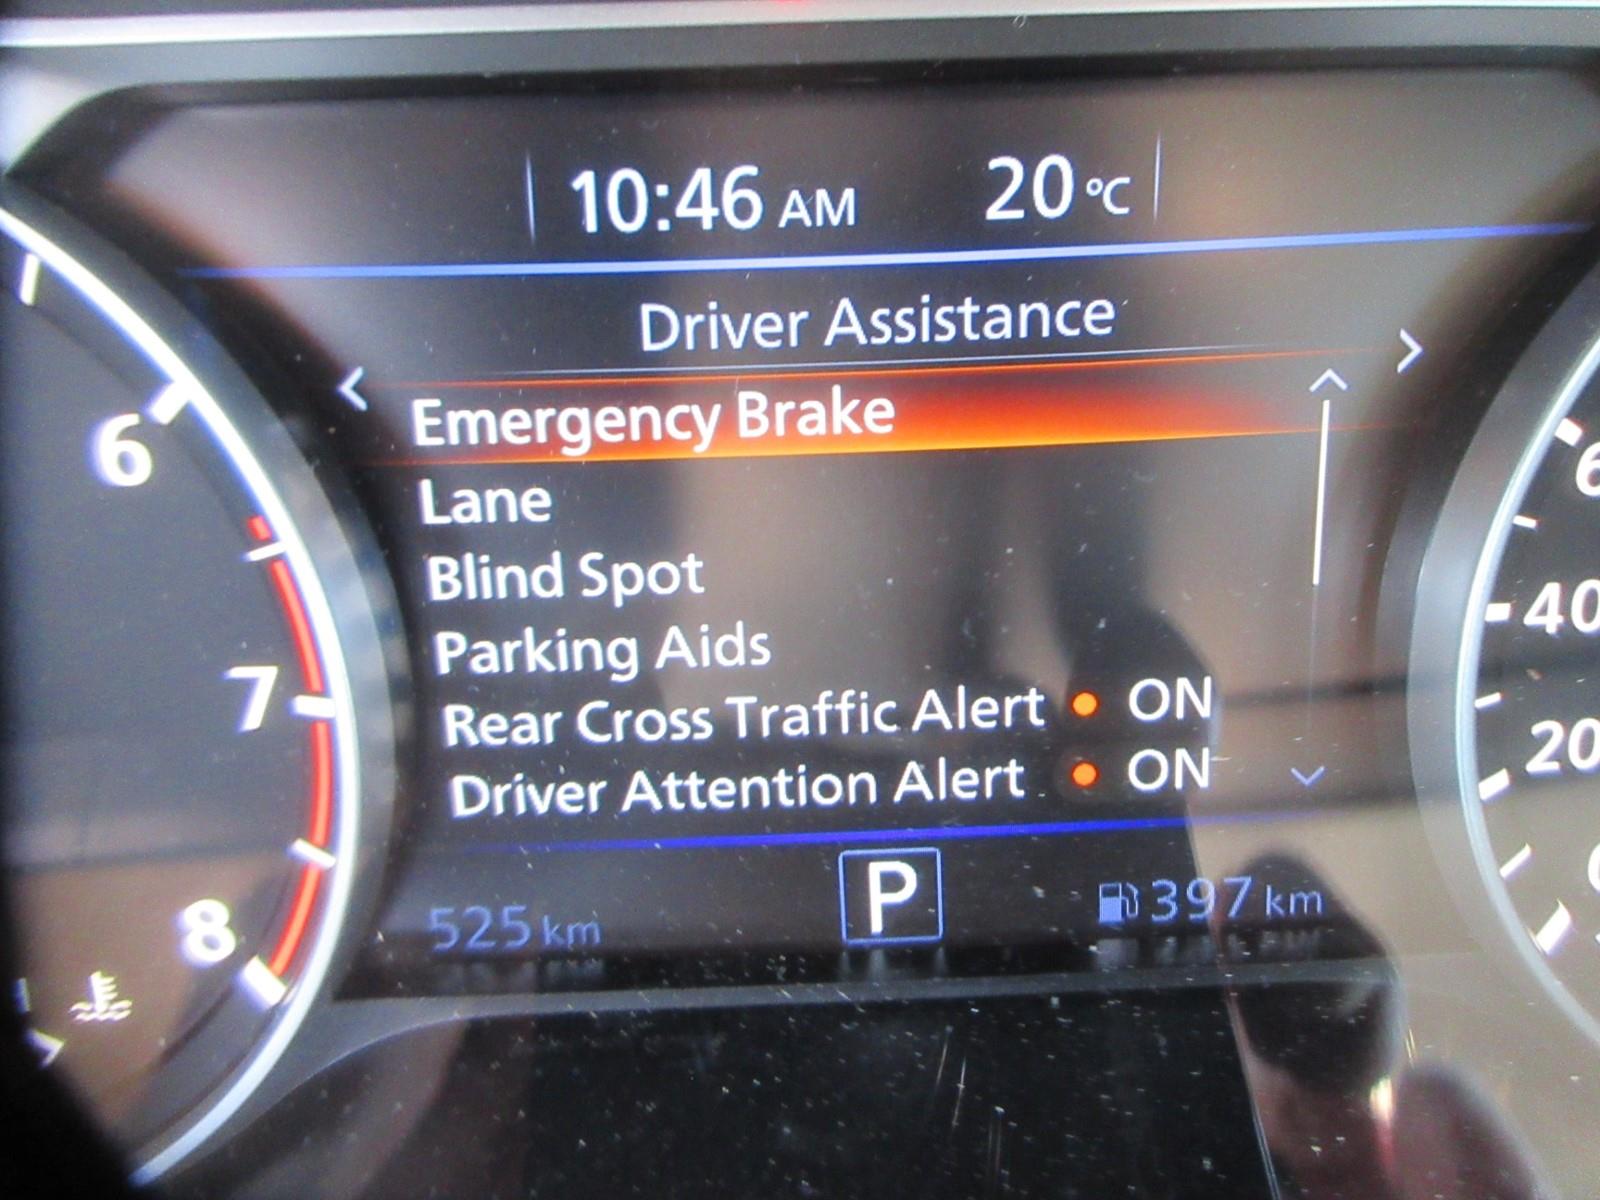 10:46 AM 20 °C
Driver Assistance
Emergency Brake
Lane
Blind Spot
Parking Aids
Rear Cross Traffic Alert ON
Driver Attention Alert ON
P
525 km
397 km
6
7
8
6
40
20